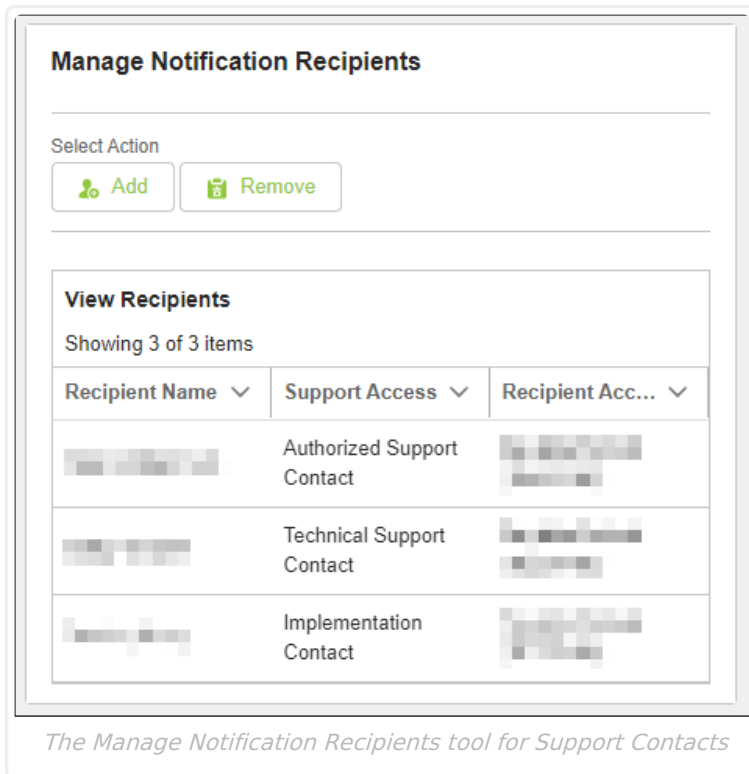 Manage Notification Recipients
Select Action
Add Remove
View Recipients
Showing 3 of 3 items
Recipient Name Support Access Recipient Acc...
Authorized Support
Contact
Technical Support
Contact
Implementation
Contact
The Manage Notification Recipients tool for Support Contacts